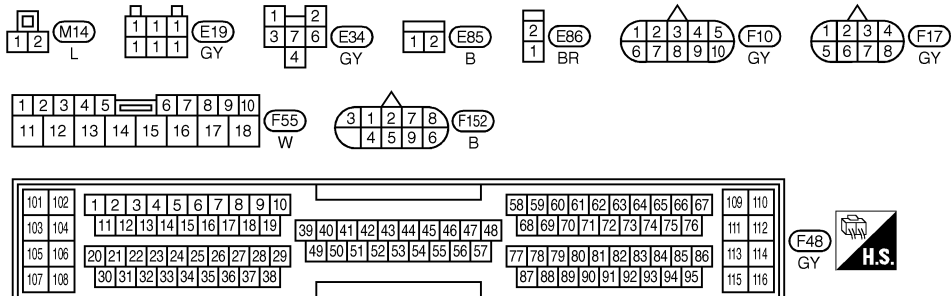 1 2 M14 L
1 1 1 1 1 1 E19 GY
1 2 3 7 6 4 E34 GY
1 2 E85 B
2 1 E86 BR
1 2 3 4 5 6 7 8 9 10 F10 GY
1 2 3 4 5 6 7 8 F17 GY
1 2 3 4 5 6 7 8 9 10
11 12 13 14 15 16 17 18
F55 W
3 1 2 7 8
4 5 9 6
F152 B
101 102
103 104
105 106
107 108
1 2 3 4 5 6 7 8 9 10
11 12 13 14 15 16 17 18 19
20 21 22 23 24 25 26 27 28 29
30 31 32 33 34 35 36 37 38
39 40 41 42 43 44 45 46 47 48
49 50 51 52 53 54 55 56 57
58 59 60 61 62 63 64 65 66 67
68 69 70 71 72 73 74 75 76
77 78 79 80 81 82 83 84 85 86
87 88 89 90 91 92 93 94 95
109 110
111 112
113 114
115 116
F48 GY
H.S.